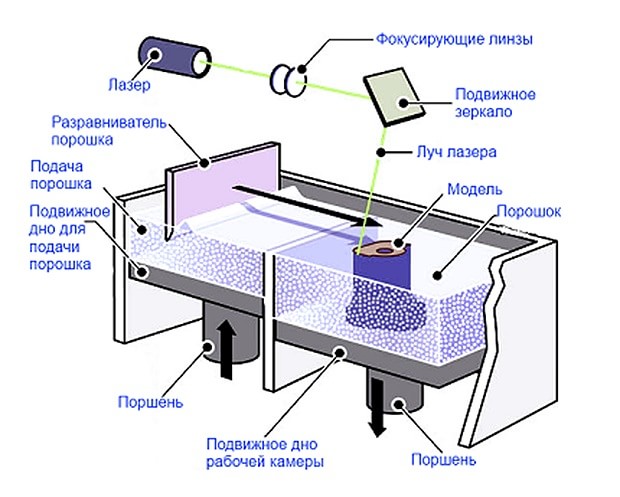 Фокусирующие линзы
Лазер
Подвижное
зеркало
Разравниватель
порошка
Луч лазера
Подача
порошка
Модель
Порошок
Подвижное
дно для
подачи
порошка
Поршень
Подвижное дно
рабочей камеры
Поршень